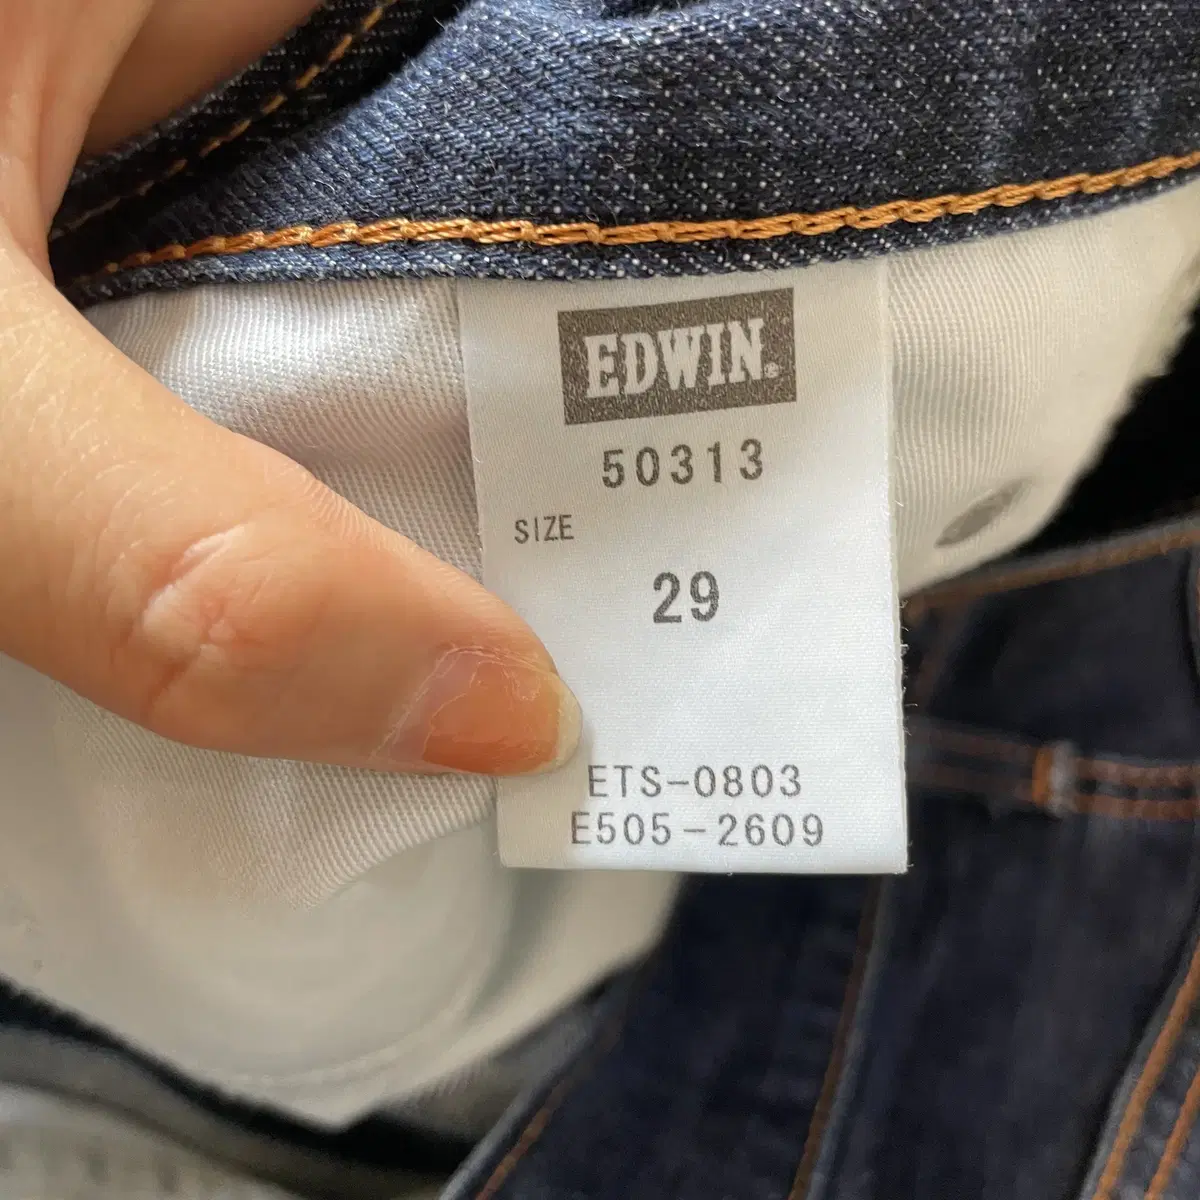 EDWIN®
50313
SIZE
29
ETS-0803
E505-2609